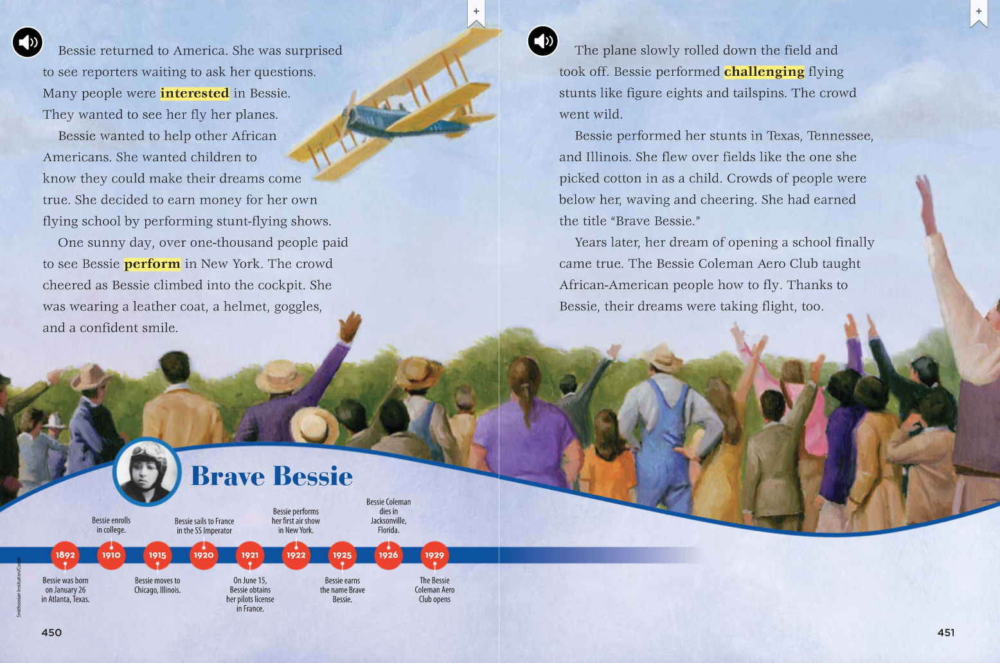 Bessie returned to America. She was surprised
to see reporters waiting to ask her questions.
Many people were interested in Bessie.
They wanted to see her fly her planes.
Bessie wanted to help other African
Americans. She wanted children to
know they could make their dreams come
true. She decided to earn money for her own
flying school by performing stunt-flying shows.
One sunny day, over one-thousand people paid
to see Bessie perform in New York. The crowd
cheered as Bessie climbed into the cockpit. She
was wearing a leather coat, a helmet, goggles,
and a confident smile.
Brave Bessie
1892
Bessie was born
on January 26
in Atlanta, Texas.
Bessie enrolls
in college.
1910
1915
Bessie moves to
Chicago, Illinois.
Bessie sails to France
in the SS Imperator
1920
1921
On June 15,
Bessie obtains
her pilots license
in France.
Bessie performs
her first air show
in New York.
1922
1925
Bessie earns
the name Brave
Bessie.
Bessie Coleman
dies in
Jacksonville,
Florida.
1926
1929
The Bessie
Coleman Aero
Club opens
Smithsonian Institution/Corbis
450
The plane slowly rolled down the field and
took off. Bessie performed challenging flying
stunts like figure eights and tailspins. The crowd
went wild.
Bessie performed her stunts in Texas, Tennessee,
and Illinois. She flew over fields like the one she
picked cotton in as a child. Crowds of people were
below her, waving and cheering. She had earned
the title “Brave Bessie.”
Years later, her dream of opening a school finally
came true. The Bessie Coleman Aero Club taught
African-American people how to fly. Thanks to
Bessie, their dreams were taking flight, too.
451